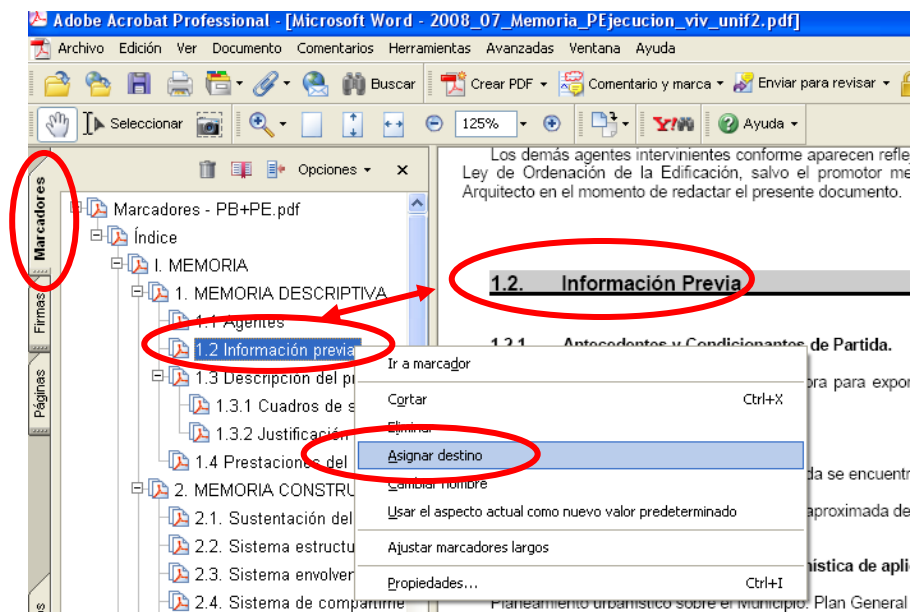 Adobe Acrobat Professional - [Microsoft Word - 2008_07_Memoria_PEjecucion_viv_unif2.pdf]
Archivo Edición Ver Documento Comentarios Herramientas Avanzadas Ventana Ayuda
Buscar Crear PDF Comentario y marca Enviar para revisar
Seleccionar 125% Y! Ayuda
Opciones x
Marcadores
Firmas
Páginas
Marcadores - PB+PE.pdf
Índice
I. MEMORIA
1. MEMORIA DESCRIPTIVA
1.1 Agentes
1.2 Información previa
1.3 Descripción del
1.3.1 Cuadros de s
1.3.2 Justificación
1.4 Prestaciones del
2. MEMORIA CONSTRU
2.1. Sustentación del
2.2. Sistema estructu
2.3. Sistema envolver
2.4. Sistema de compartime
Ir a marcador
Cortar Ctrl+X
Eliminar
Asignar destino
Cambiar nombre
Usar el aspecto actual como nuevo valor predeterminado
Ajustar marcadores largos
Propiedades... Ctrl+I
Los demás agentes intervinientes conforme aparecen refle
Ley de Ordenación de la Edificación, salvo el promotor me
Arquitecto en el momento de redactar el presente documento.
1.2. Información Previa
1.2.1 Antecedentes y Condicionantes de Partida.
ora para expor
da se encuentr
aproximada de
nística de apli
Planeamiento urbanístico sobre el Municipio: Plan General